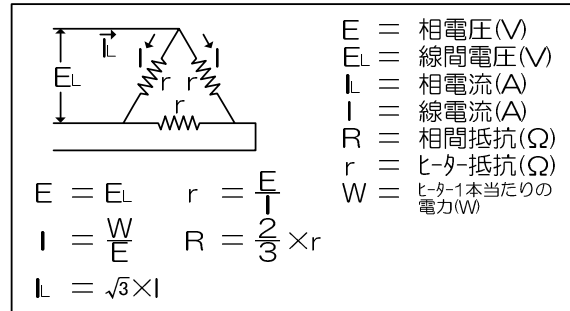 IL
I I
EL r r
r
E = EL r = E/I
I = W/E R = 2/3 ×r
IL = √3×I
E = 相電圧(V)
EL = 線間電圧(V)
IL = 相電流(A)
I = 線電流(A)
R = 相間抵抗(Ω)
r = ヒーター抵抗(Ω)
W = ヒーター1本当たりの
電力(W)